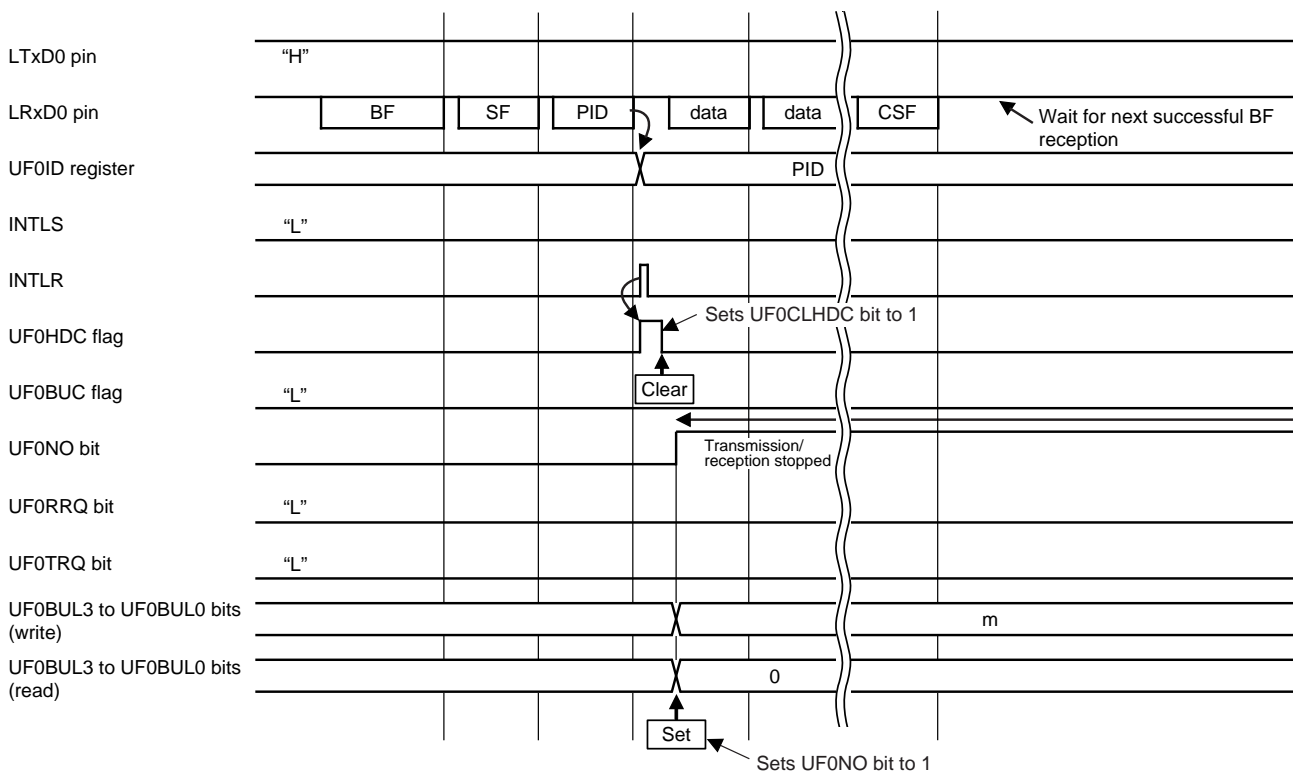 LTxD0 pin “H”
LRxD0 pin BF SF PID data data CSF Wait for next successful BF
reception
UF0ID register PID
INTLS “L”
INTLR
Sets UF0CLHDC bit to 1
UF0HDC flag
Clear
UF0BUC flag “L”
UF0NO bit Transmission/
reception stopped
UF0RRQ bit “L”
UF0TRQ bit “L”
UF0BUL3 to UF0BUL0 bits
(write) m
UF0BUL3 to UF0BUL0 bits
(read) 0
Set
Sets UF0NO bit to 1